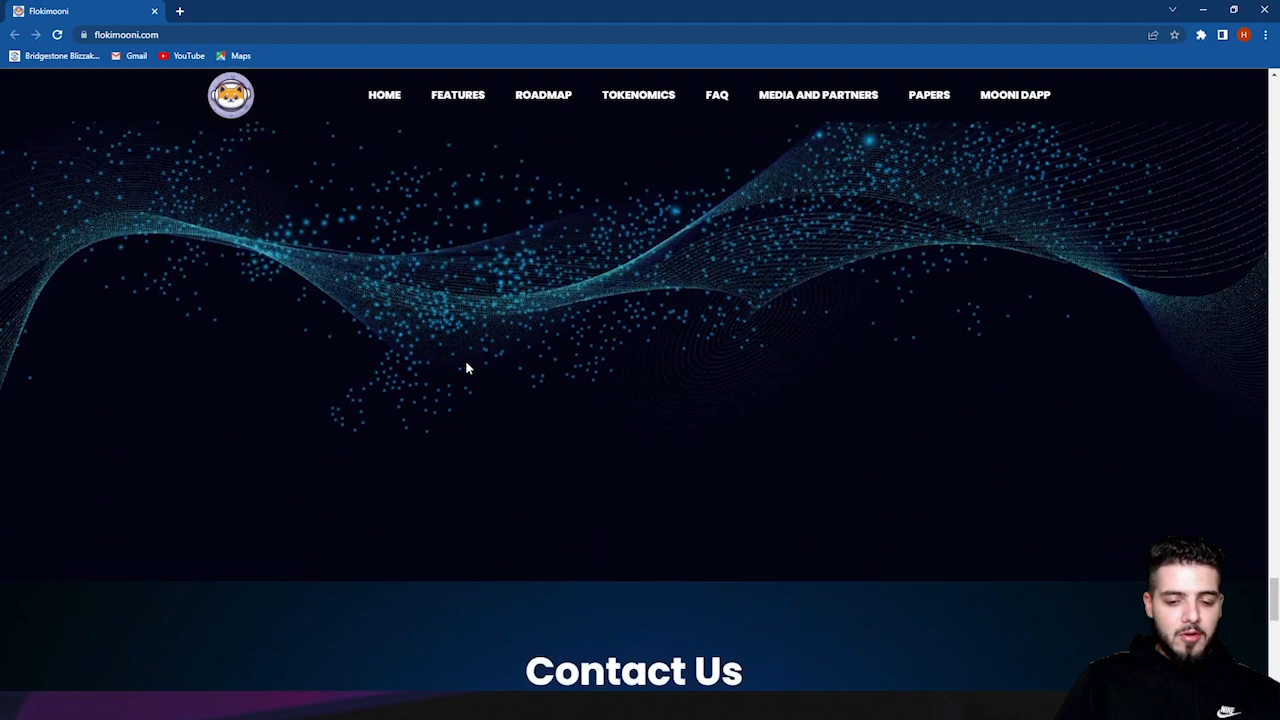 Flokimooni
flokimooni.com
H
Bridgestone Blizzak... Gmail YouTube Maps
HOME FEATURES ROADMAP TOKENOMICS FAQ MEDIA AND PARTNERS PAPERS MOONI DAPP
Contact Us